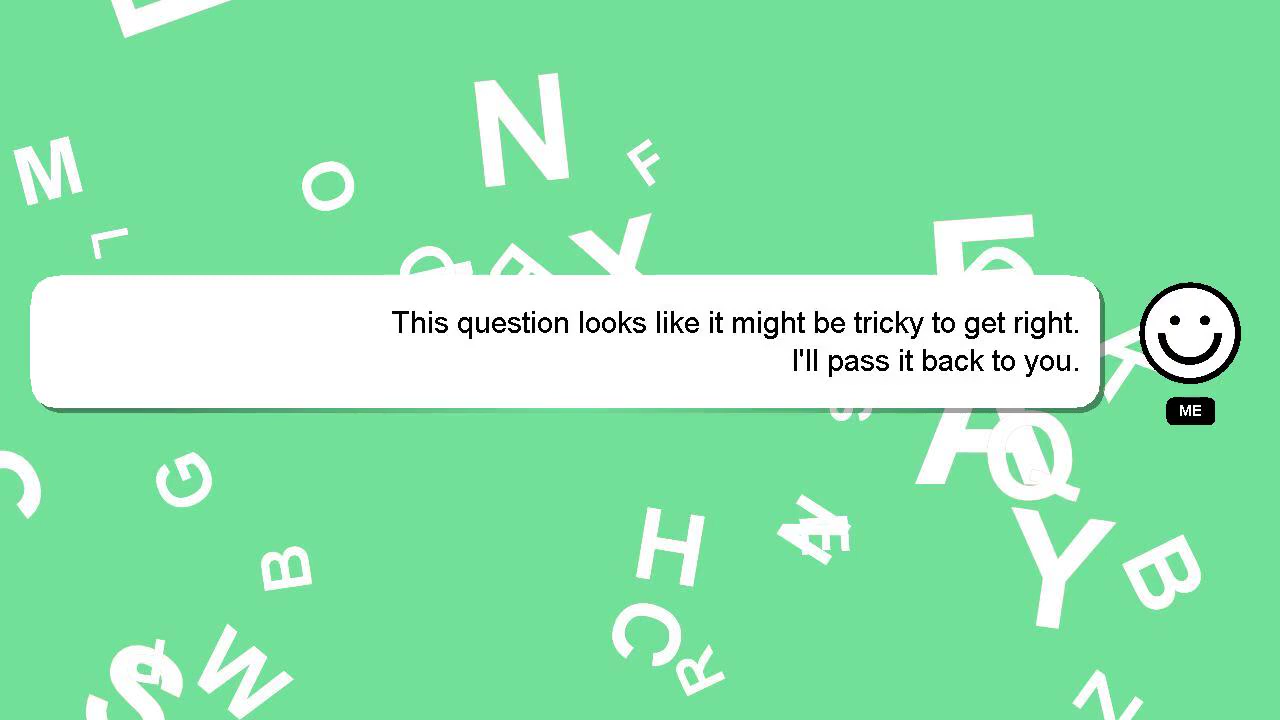 This question looks like it might be tricky to get right.
I'll pass it back to you.
ME